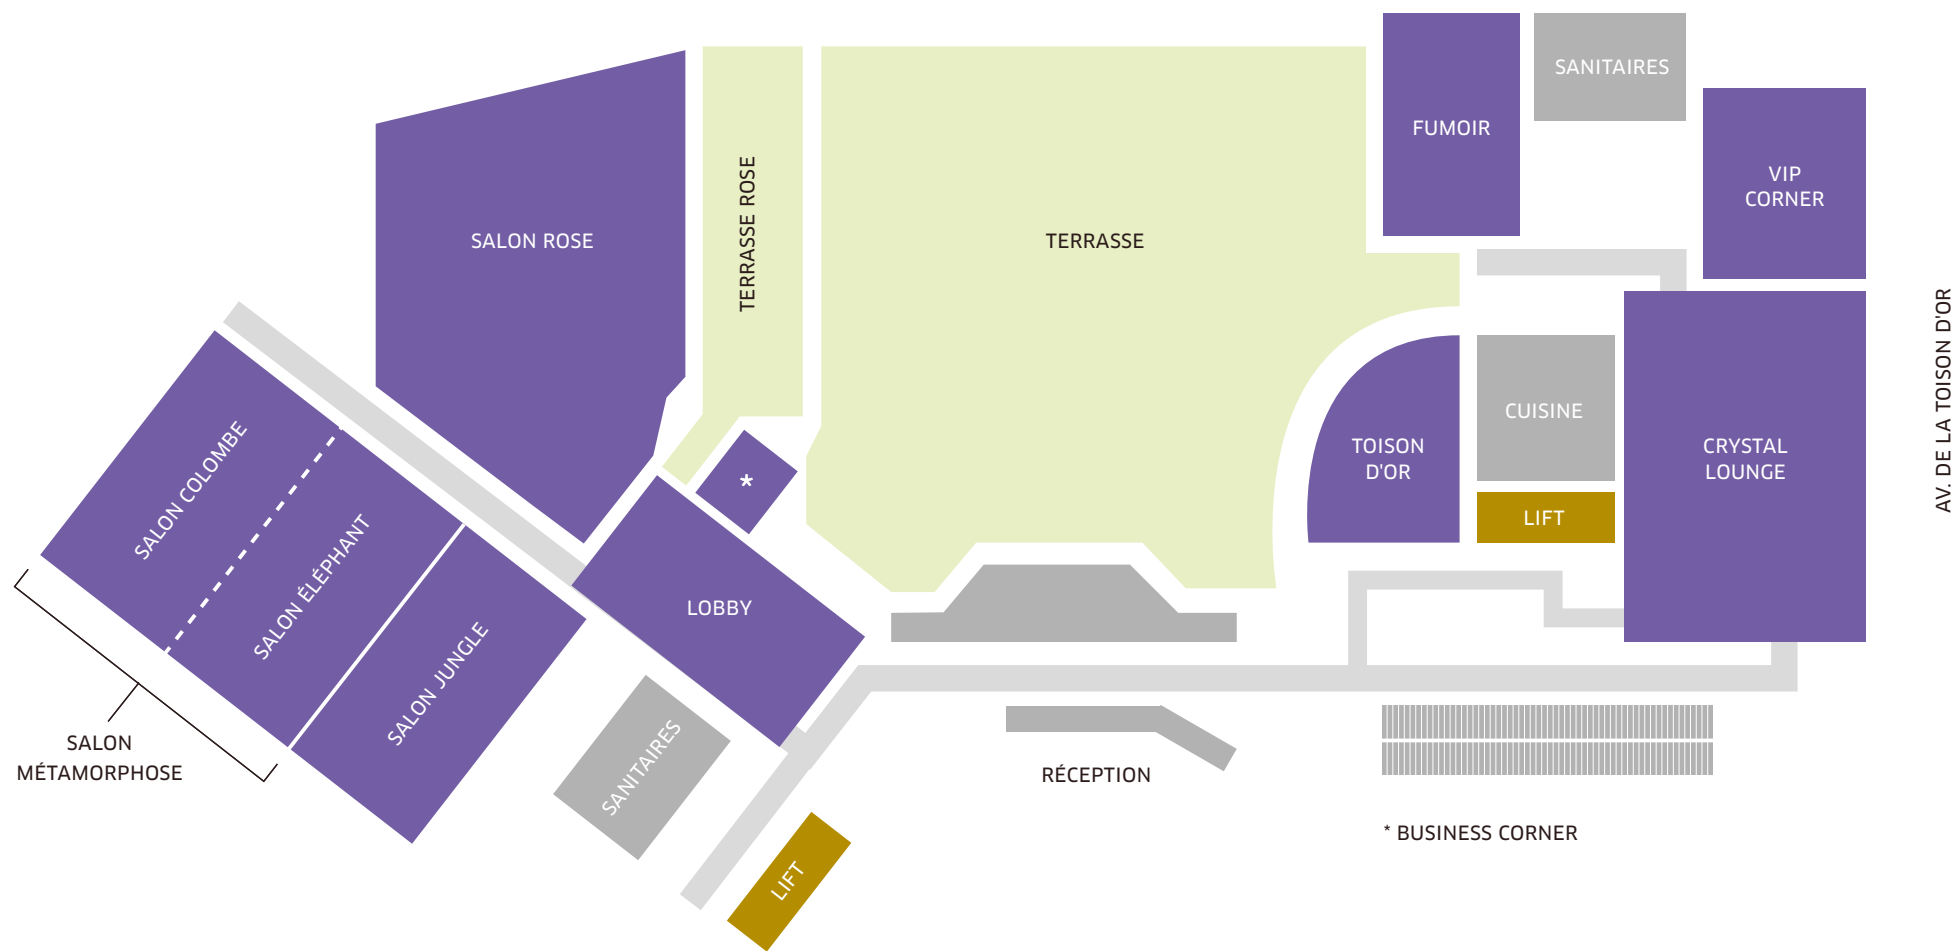 SANITAIRES
FUMOIR
VIP
CORNER
SALON ROSE
TERRASSE ROSE
TERRASSE
AV. DE LA TOISON D'OR
CUISINE
TOISON
D'OR
CRYSTAL
LOUNGE
LIFT
*
SALON COLOMBE
SALON ÉLÉPHANT
SALON JUNGLE
LOBBY
SALON
MÉTAMORPHOSE
SANITAIRES
RÉCEPTION
LIFT
* BUSINESS CORNER